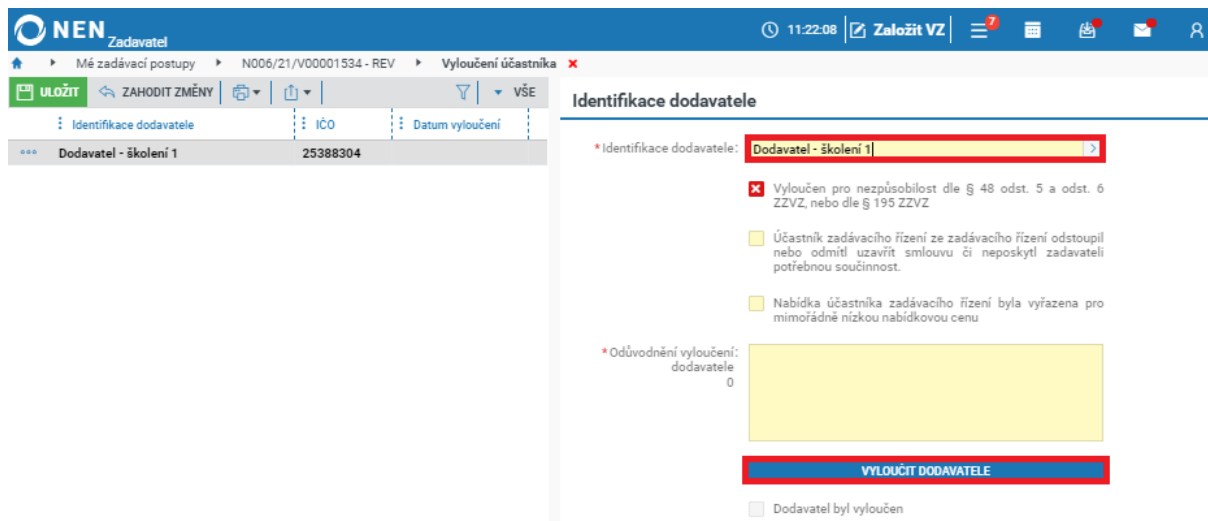 NEN Zadavatel
11:22:08 Založit VZ 7
Mé zadávací postupy N006/21/V00001534 - REV Vyloučení účastníka
ULOŽIT ZAHODIT ZMĚNY VŠE
Identifikace dodavatele IČO Datum vyloučení
Dodavatel - školení 1 25388304
Identifikace dodavatele
*Identifikace dodavatele: Dodavatel - školení 1
Vyloučen pro nezpůsobilost dle § 48 odst. 5 a odst. 6
ZZVZ, nebo dle § 195 ZZVZ
Účastník zadávacího řízení ze zadávacího řízení odstoupil
nebo odmítl uzavřít smlouvu či neposkytl zadavateli
potřebnou součinnost.
Nabídka účastníka zadávacího řízení byla vyřazena pro
mimořádně nízkou nabídkovou cenu
*Odůvodnění vyloučení:
dodavatele
0
VYLOUČIT DODAVATELE
Dodavatel byl vyloučen